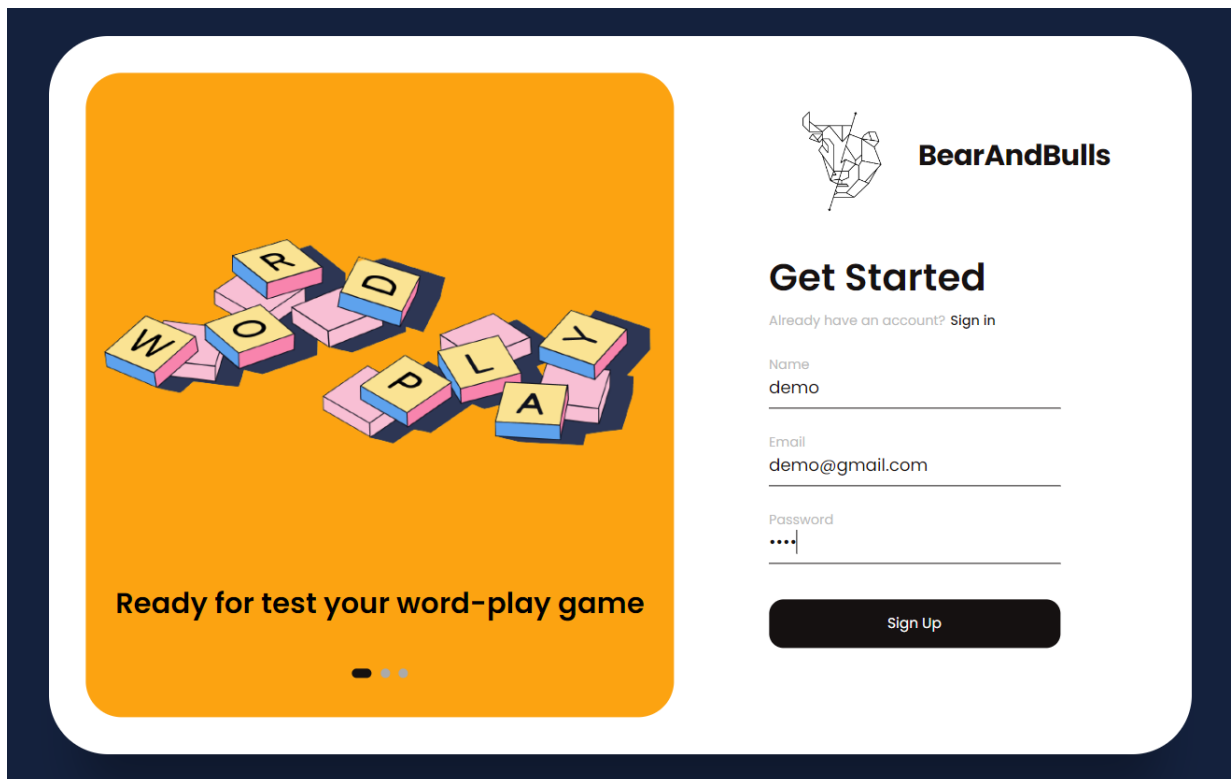 WORD
PLAY
Ready for test your word-play game
BearAndBulls
Get Started
Already have an account? Sign in
Name
demo
Email
demo@gmail.com
Password
••••
Sign Up